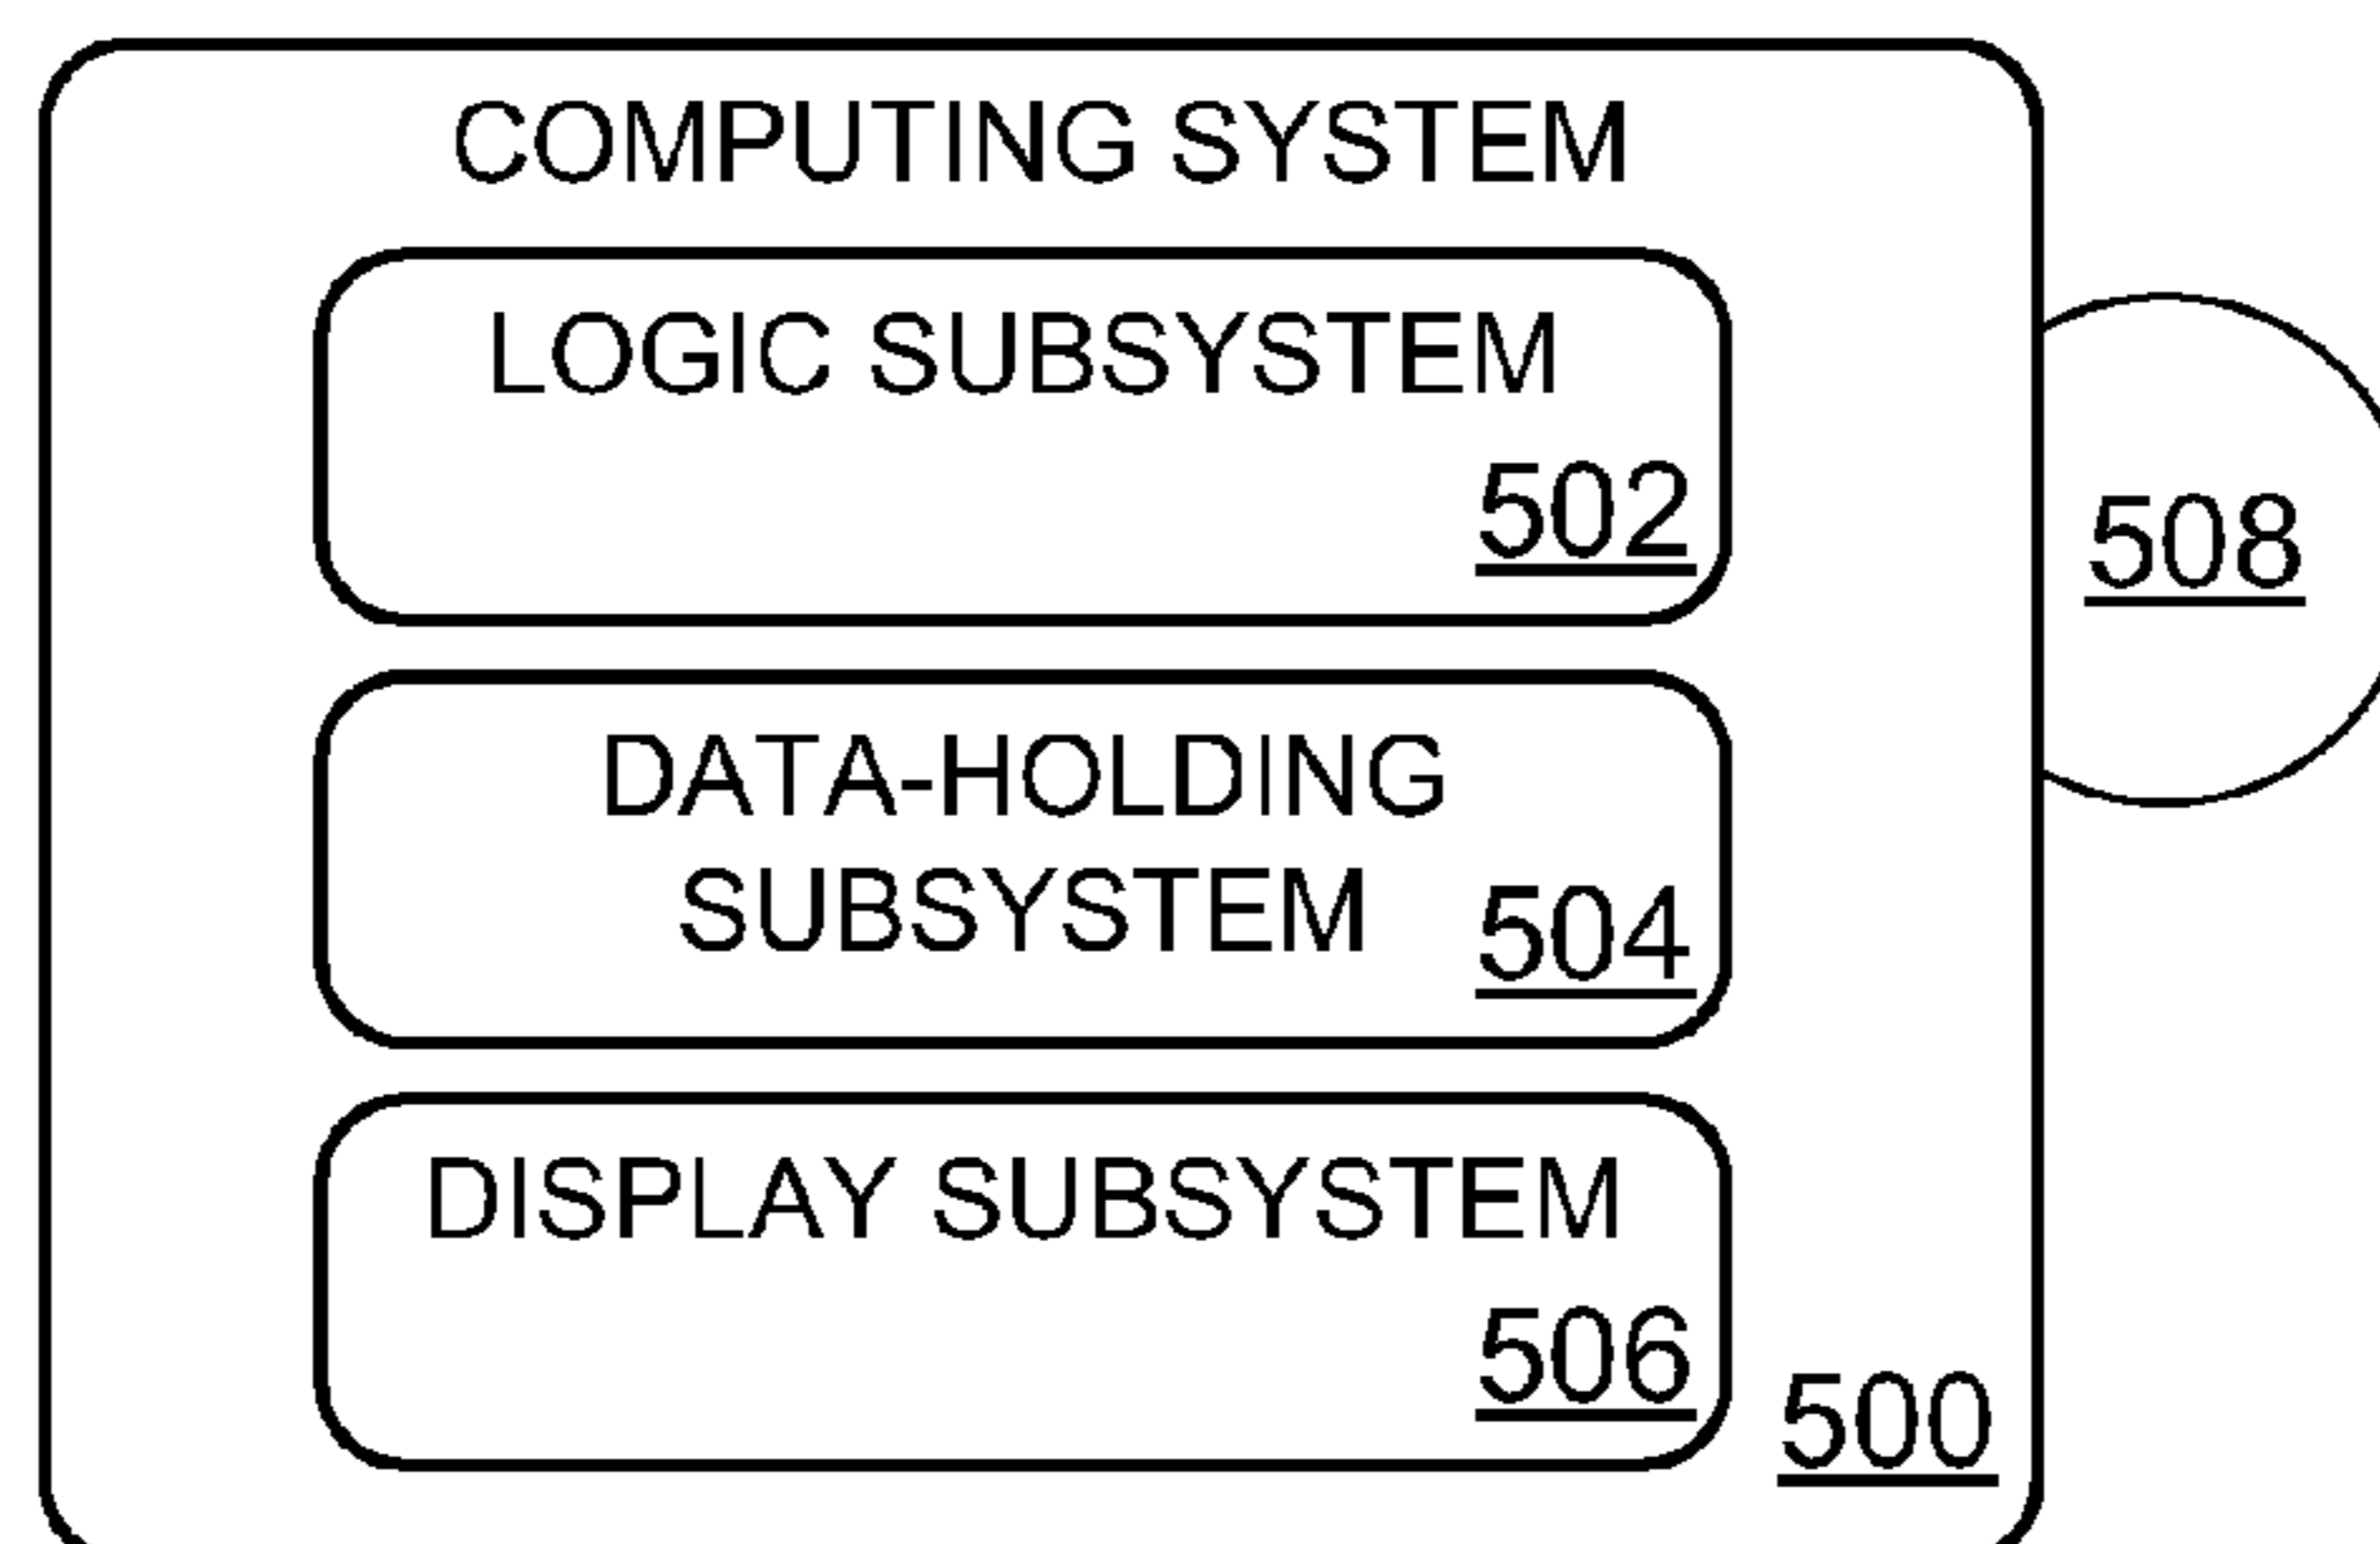 COMPUTING SYSTEM
LOGIC SUBSYSTEM
502
508
DATA-HOLDING
SUBSYSTEM 504
DISPLAY SUBSYSTEM
506
500